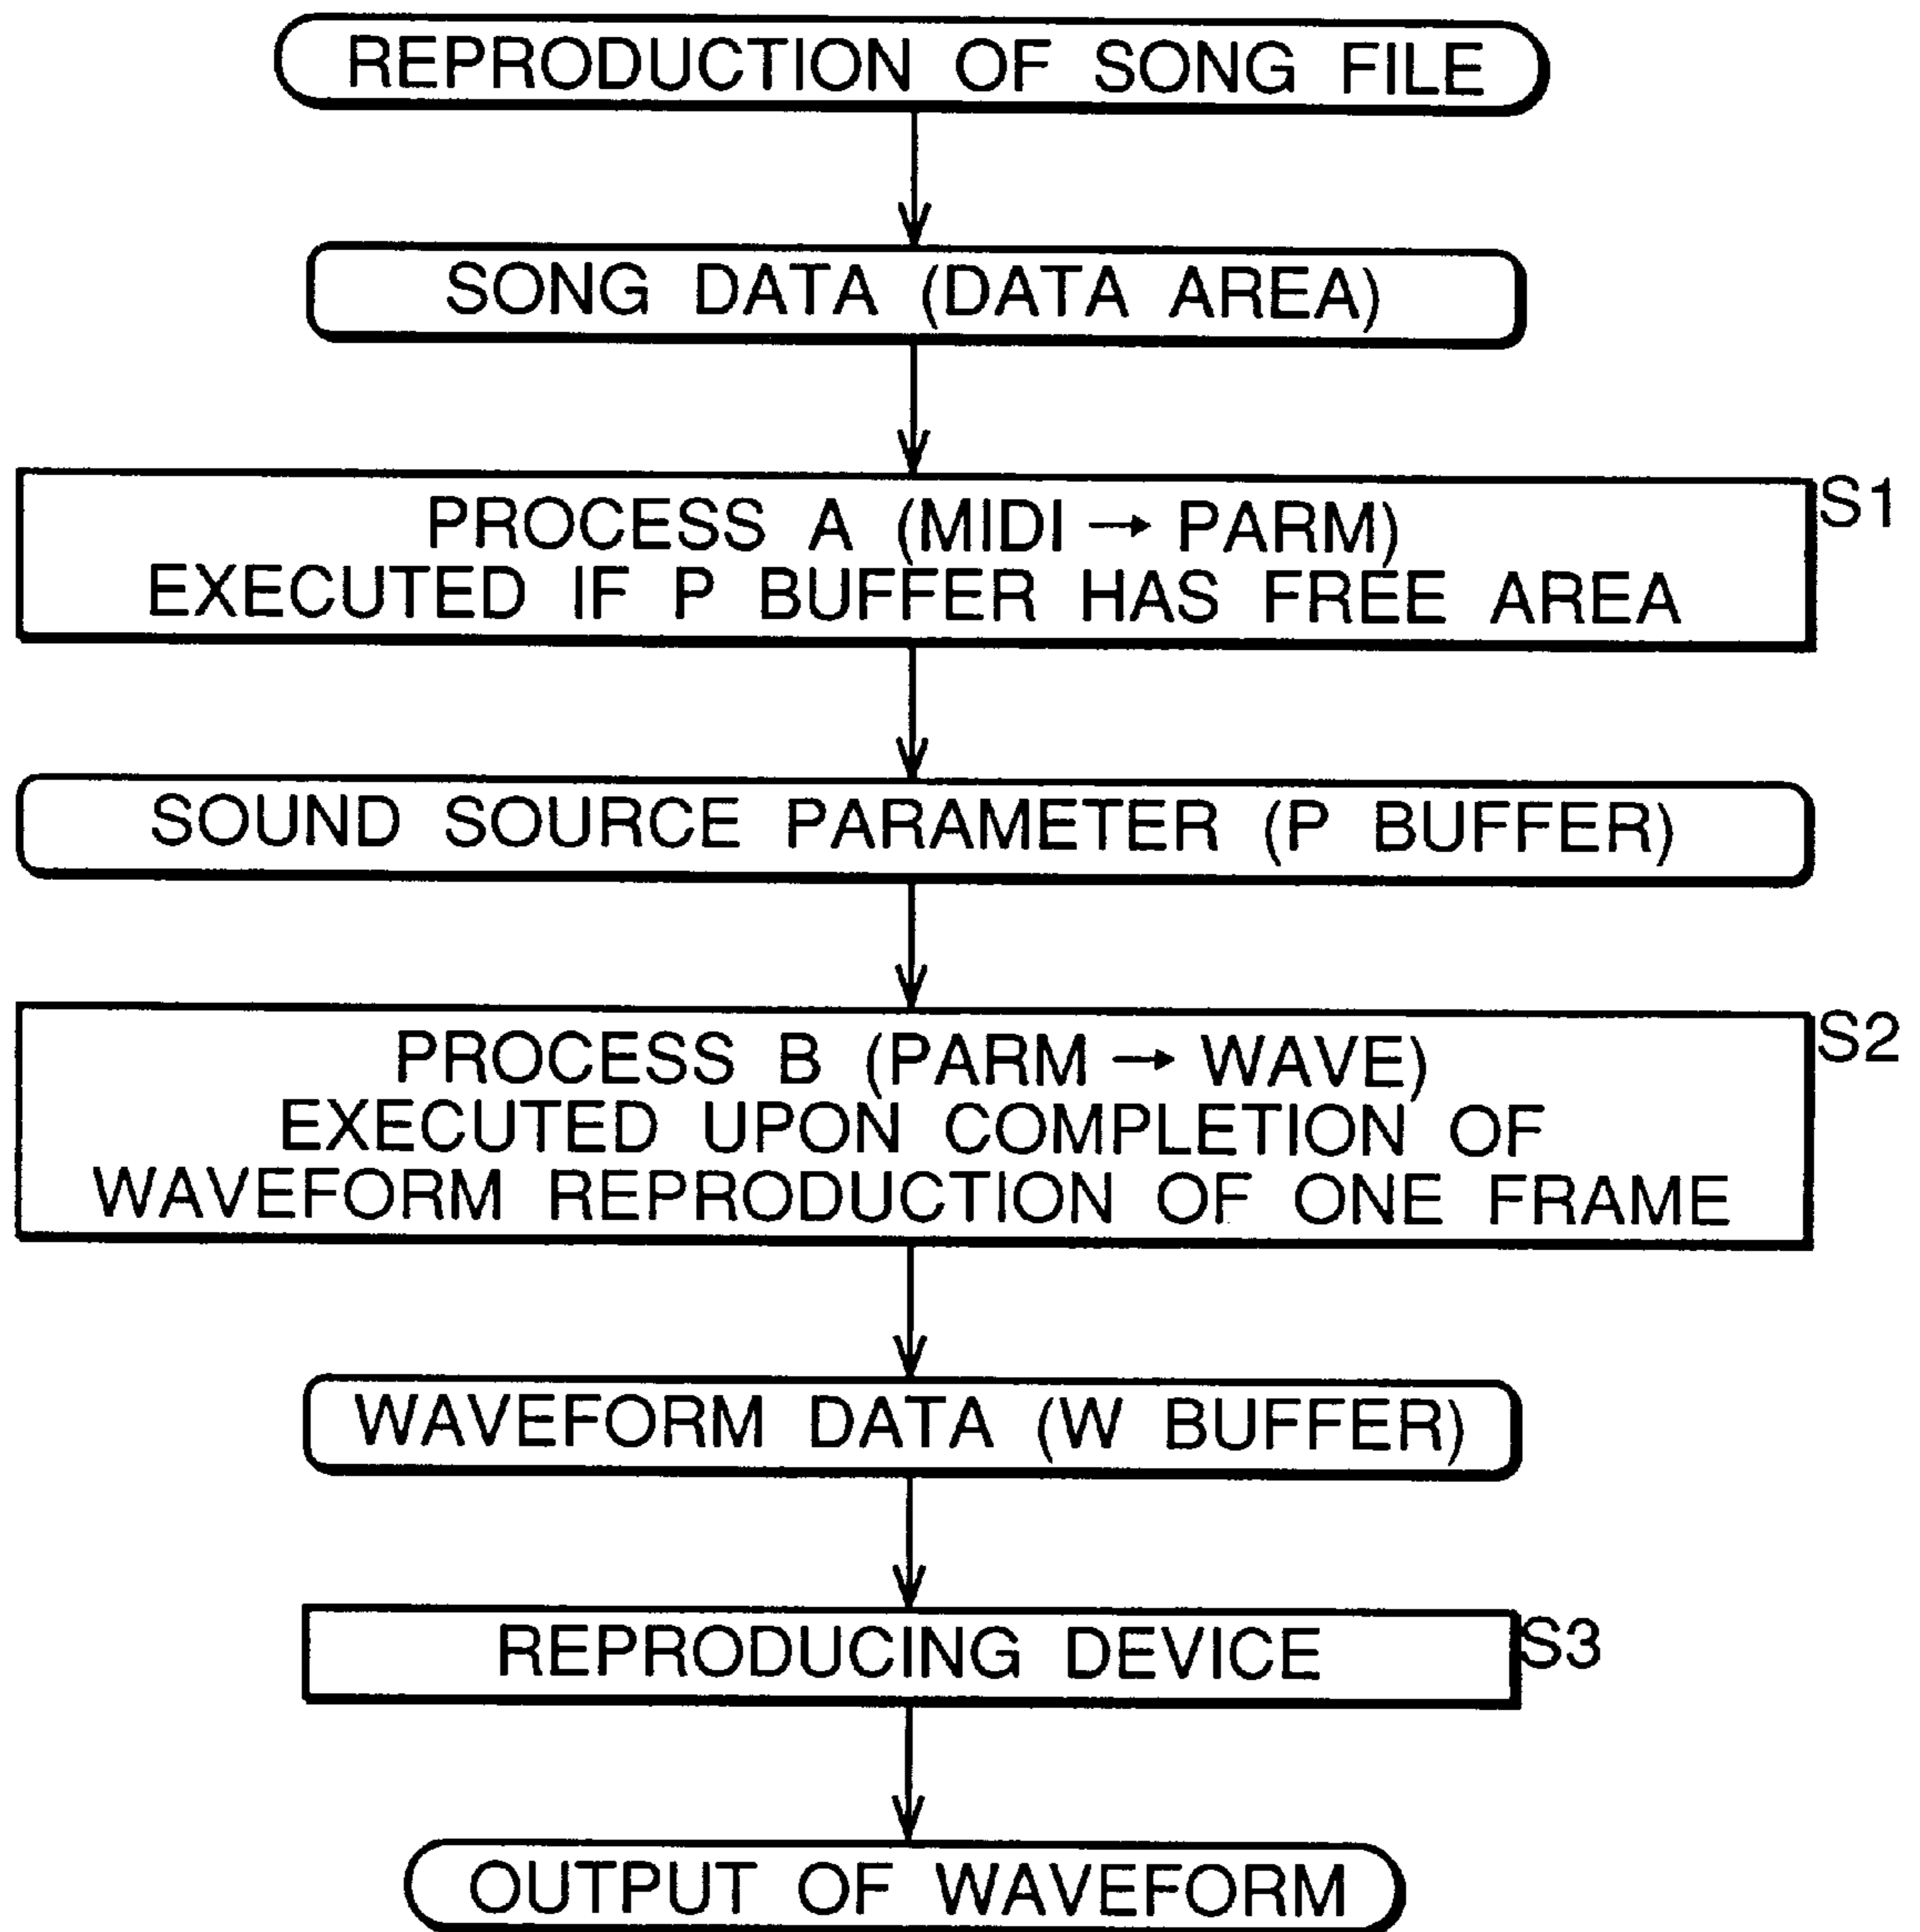 REPRODUCTION OF SONG FILE
SONG DATA (DATA AREA)
PROCESS A (MIDI → PARM)
EXECUTED IF P BUFFER HAS FREE AREA
S1
SOUND SOURCE PARAMETER (P BUFFER)
PROCESS B (PARM → WAVE)
EXECUTED UPON COMPLETION OF
WAVEFORM REPRODUCTION OF ONE FRAME
S2
WAVEFORM DATA (W BUFFER)
REPRODUCING DEVICE
S3
OUTPUT OF WAVEFORM